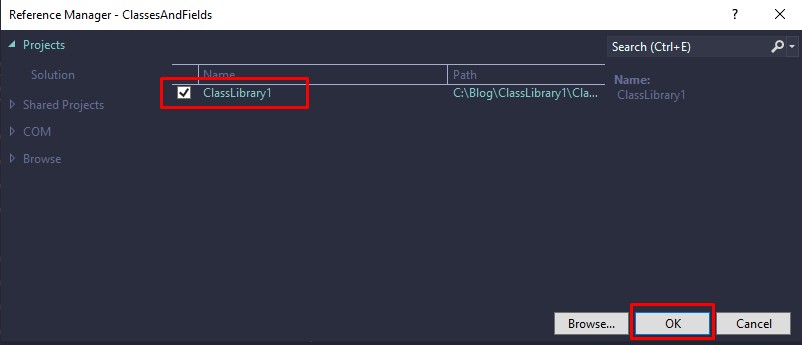 Reference Manager - ClassesAndFields
? ×
Projects
Search (Ctrl+E)
Solution
Name Path
ClassLibrary1 C:\Blog\ClassLibrary1\Cla...
Name:
ClassLibrary1
Shared Projects
COM
Browse
Browse... OK Cancel